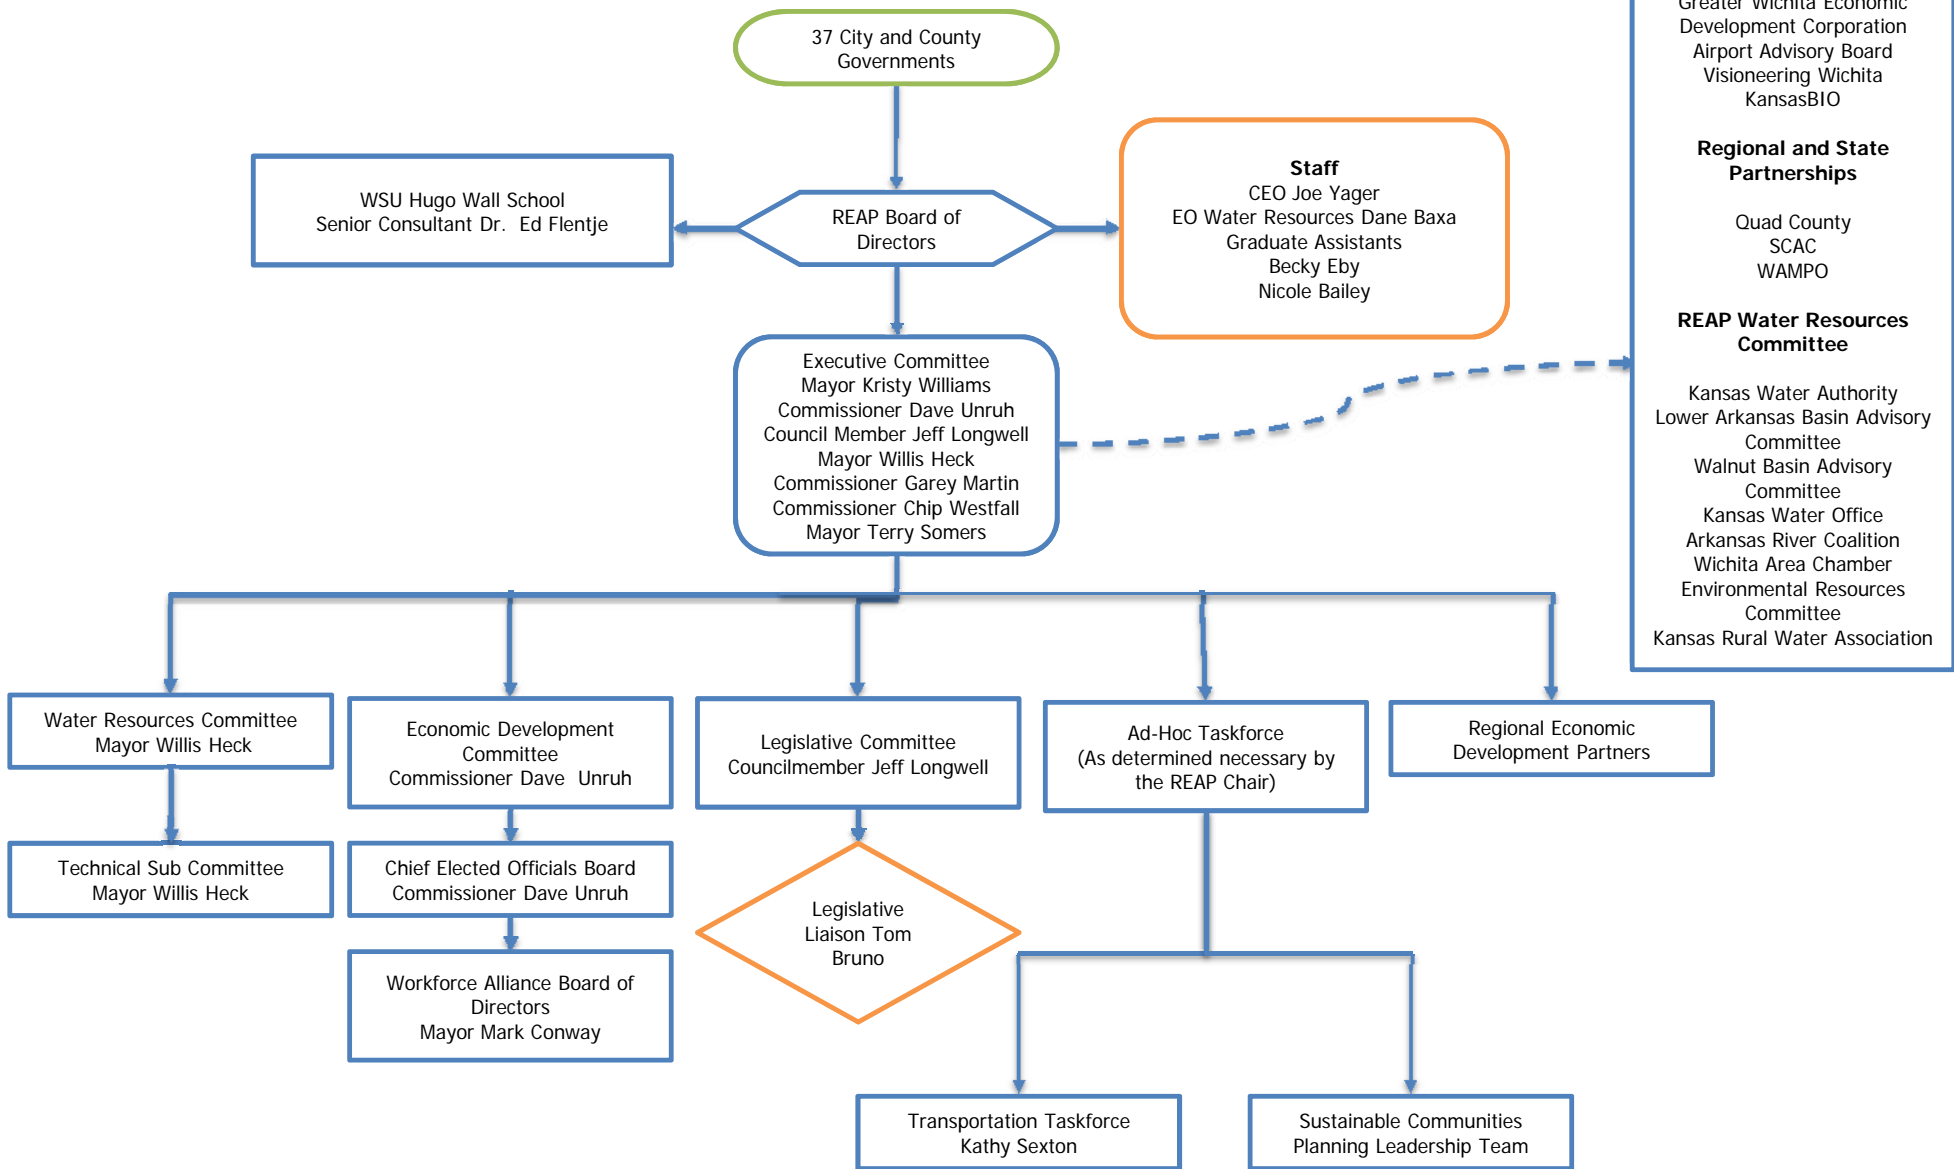 37 City and County
Governments
WSU Hugo Wall School
Senior Consultant Dr.  Ed Flentje
REAP Board of
Directors
Staff
CEO Joe Yager
EO Water Resources Dane Baxa
Graduate Assistants
Becky Eby
Nicole Bailey
Greater Wichita Economic
Development Corporation
Airport Advisory Board
Visioneering Wichita
KansasBIO
Regional and State
Partnerships
Quad County
SCAC
WAMPO
REAP Water Resources
Committee
Kansas Water Authority
Lower Arkansas Basin Advisory
Committee
Walnut Basin Advisory
Committee
Kansas Water Office
Arkansas River Coalition
Wichita Area Chamber
Environmental Resources
Committee
Kansas Rural Water Association
Executive Committee
Mayor Kristy Williams
Commissioner Dave Unruh
Council Member Jeff Longwell
Mayor Willis Heck
Commissioner Garey Martin
Commissioner Chip Westfall
Mayor Terry Somers
Water Resources Committee
Mayor Willis Heck
Economic Development
Committee
Commissioner Dave  Unruh
Legislative Committee
Councilmember Jeff Longwell
Ad-Hoc Taskforce
(As determined necessary by
the REAP Chair)
Regional Economic
Development Partners
Technical Sub Committee
Mayor Willis Heck
Chief Elected Officials Board
Commissioner Dave Unruh
Legislative
Liaison Tom
Bruno
Workforce Alliance Board of
Directors
Mayor Mark Conway
Transportation Taskforce
Kathy Sexton
Sustainable Communities
Planning Leadership Team